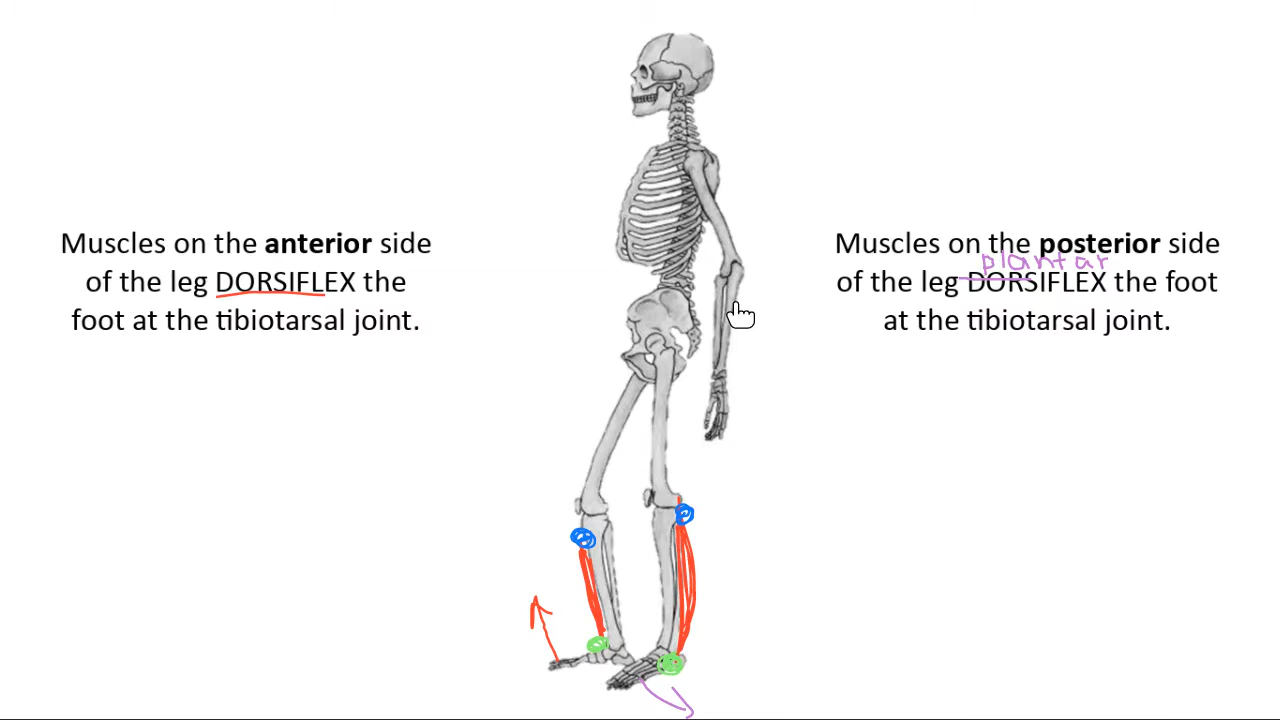 Muscles on the anterior side
of the leg DORSIFLEX the
foot at the tibiotarsal joint.
Muscles on the posterior side
plantar
of the leg DORSIFLEX the foot
at the tibiotarsal joint.